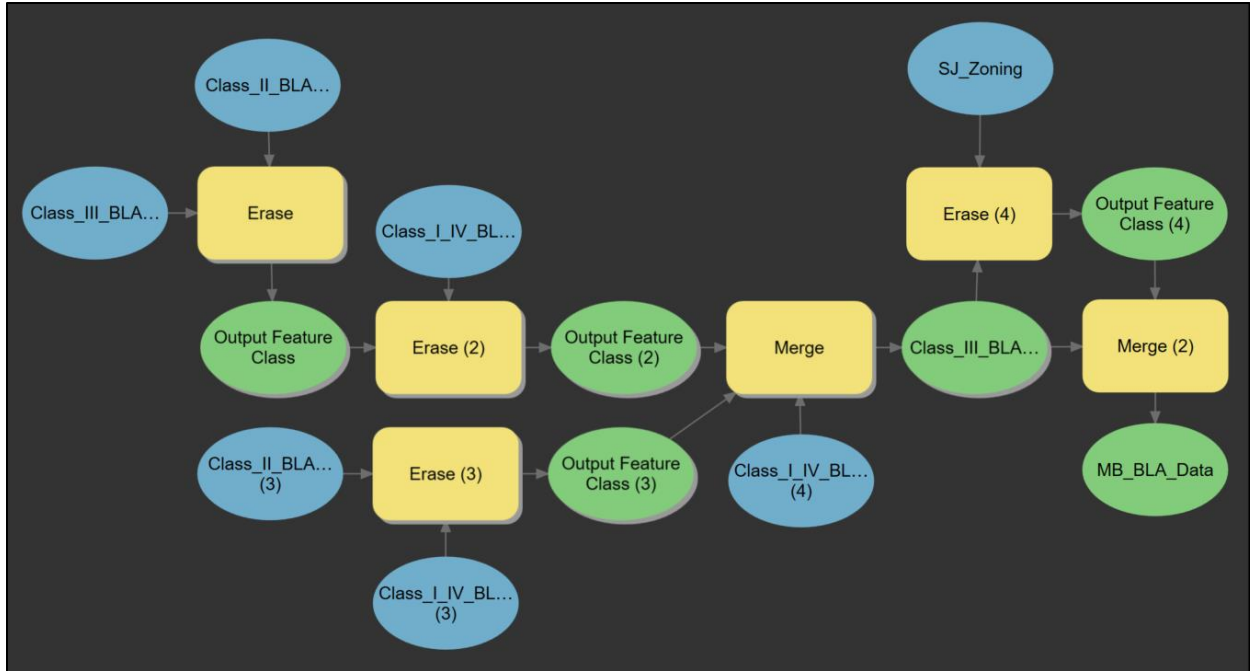 Class_II_BLA…
SJ_Zoning
Class_III_BLA…
Erase
Class_I_IV_BL…
Erase (4)
Output Feature
Class (4)
Output Feature
Class
Erase (2)
Output Feature
Class (2)
Merge
Class_III_BLA…
Merge (2)
Class_II_BLA…
(3)
Erase (3)
Output Feature
Class (3)
Class_I_IV_BL…
(4)
MB_BLA_Data
Class_I_IV_BL…
(3)